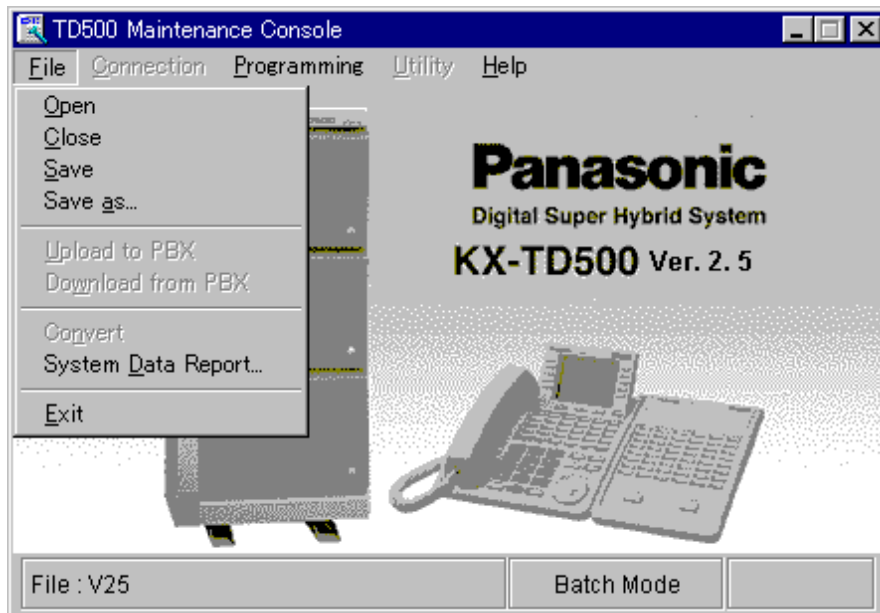 TD500 Maintenance Console
File Connection Programming Utility Help
Open
Close
Save
Save as...
Upload to PBX
Download from PBX
Convert
System Data Report...
Exit
Panasonic
Digital Super Hybrid System
KX-TD500 Ver. 2. 5
File : V25
Batch Mode